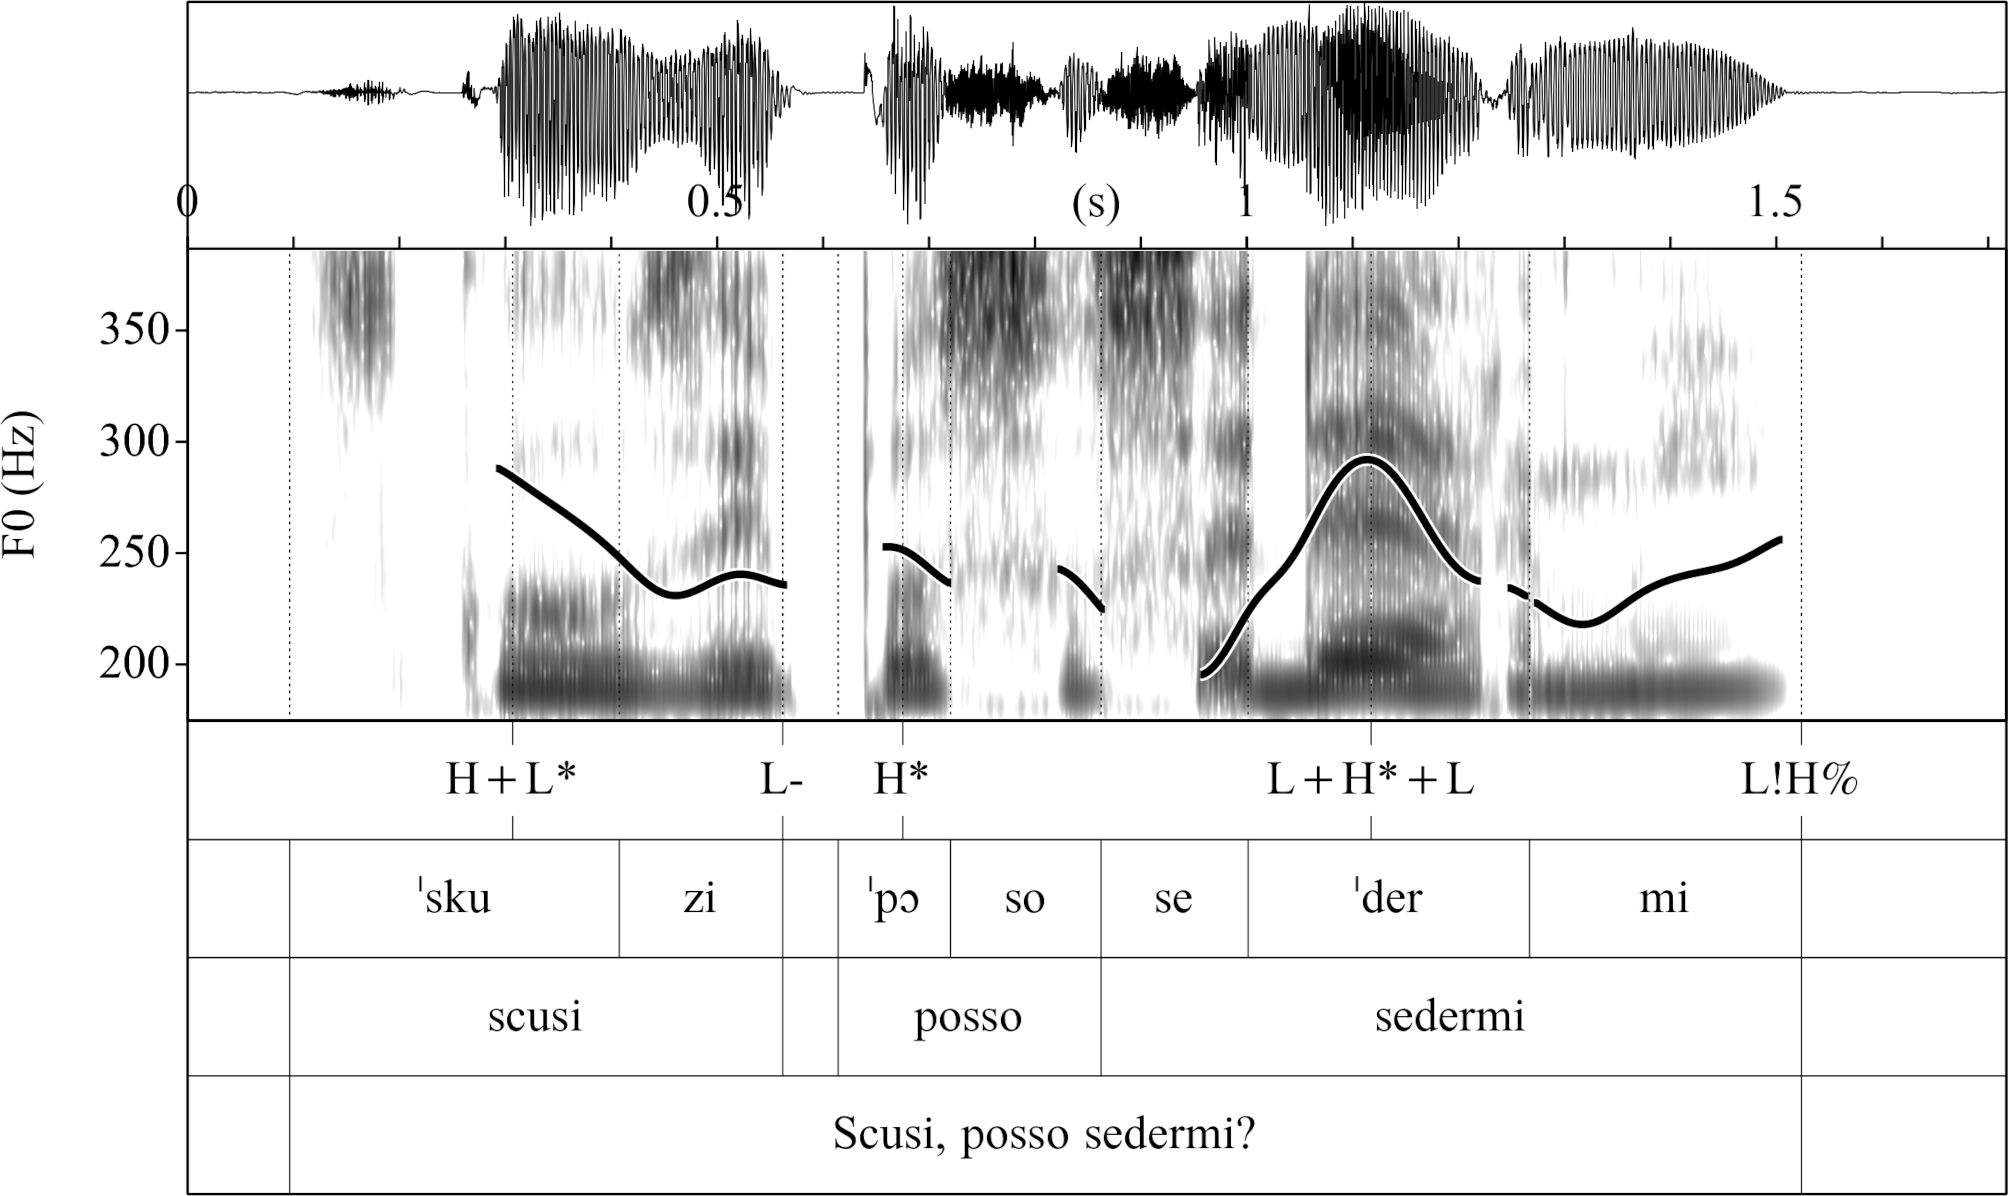 0 0.5 (s) 1 1.5
350
300
250
200
F0 (Hz)
H+L* L- H* L+H*+L L!H%
ˈsku zi ˈpɔ so se ˈder mi
scusi posso sedermi
Scusi, posso sedermi?